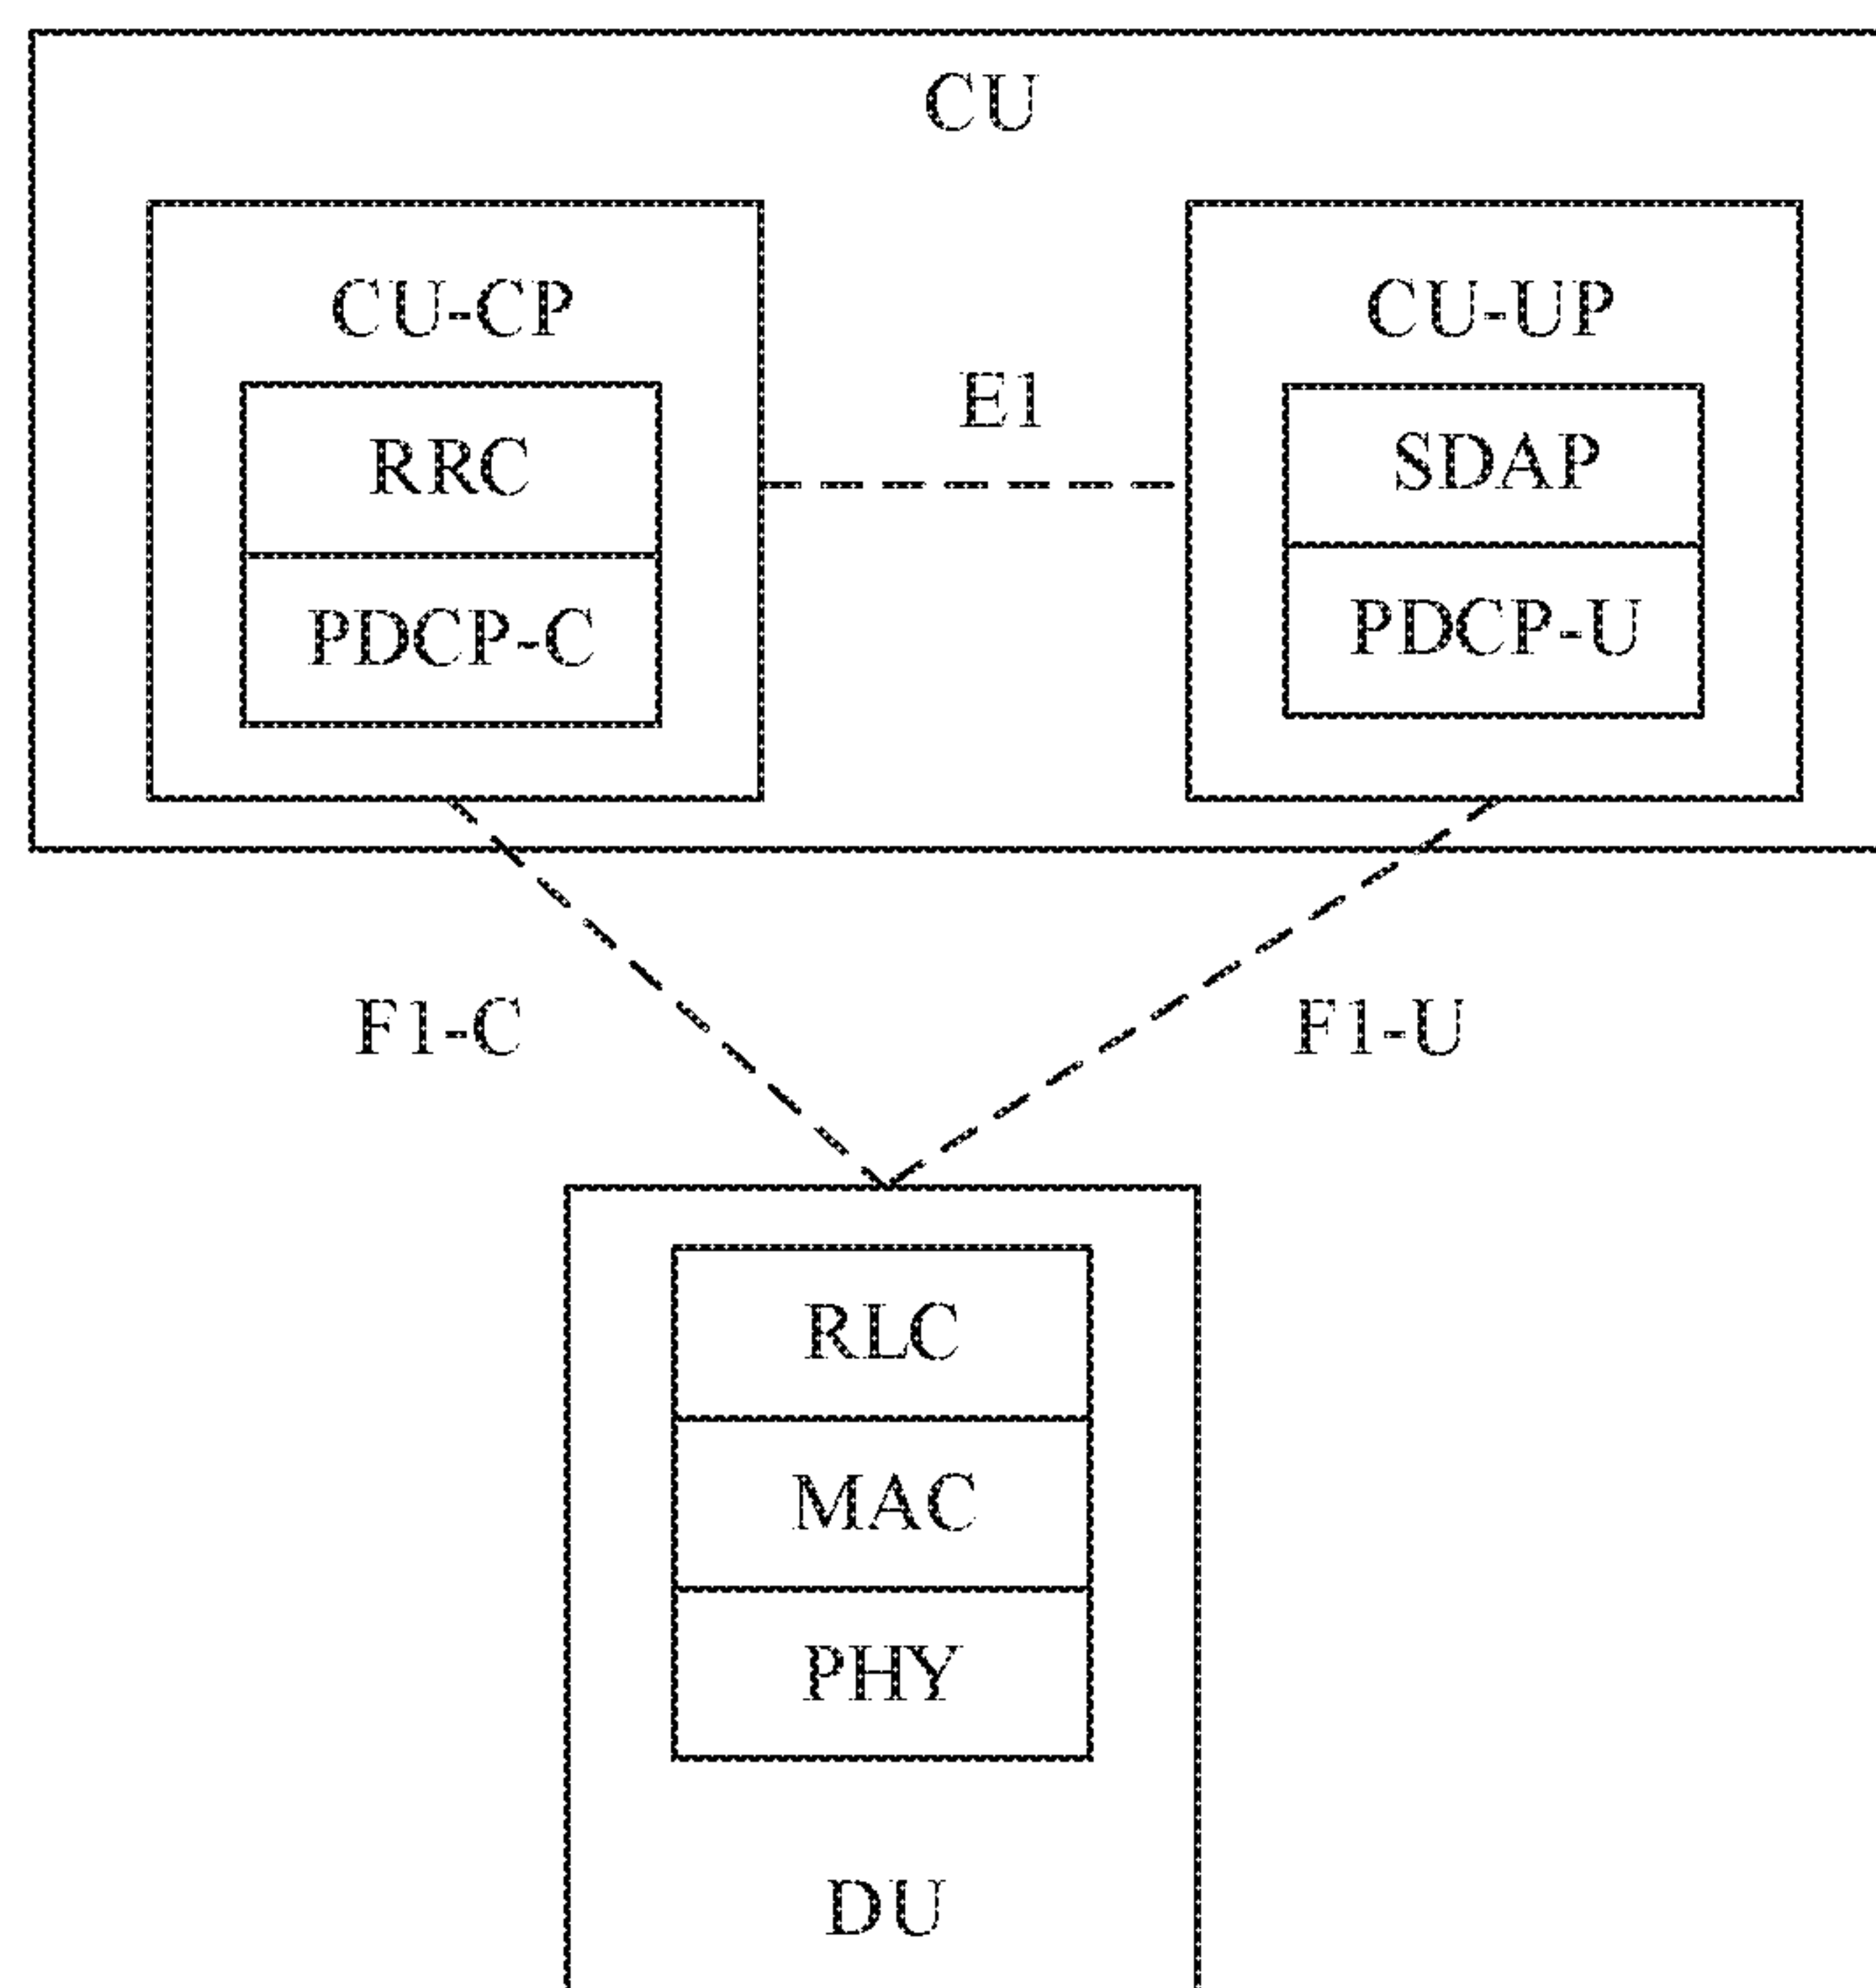 CU
CU-CP
CU-UP
E1
RRC
SDAP
PDCP-C
PDCP-U
F1-C
F1-U
RLC
MAC
PHY
DU